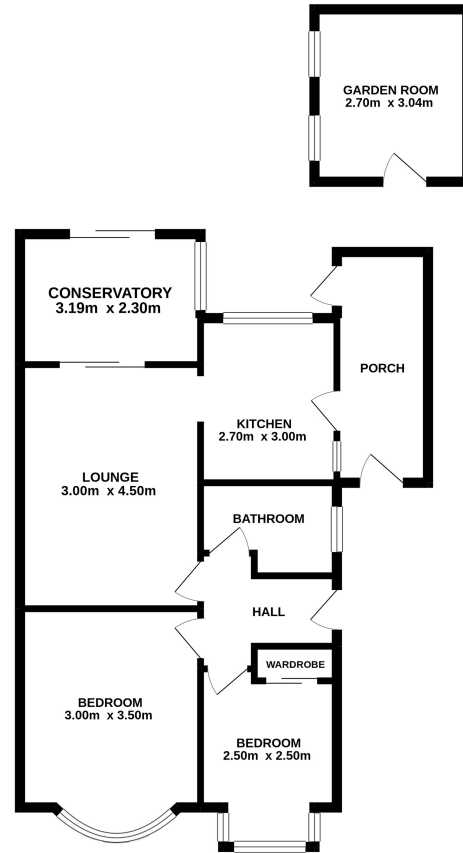 GARDEN ROOM
2.70m x 3.04m
CONSERVATORY
3.19m x 2.30m
PORCH
KITCHEN
2.70m x 3.00m
LOUNGE
3.00m x 4.50m
BATHROOM
HALL
WARDROBE
BEDROOM
3.00m x 3.50m
BEDROOM
2.50m x 2.50m